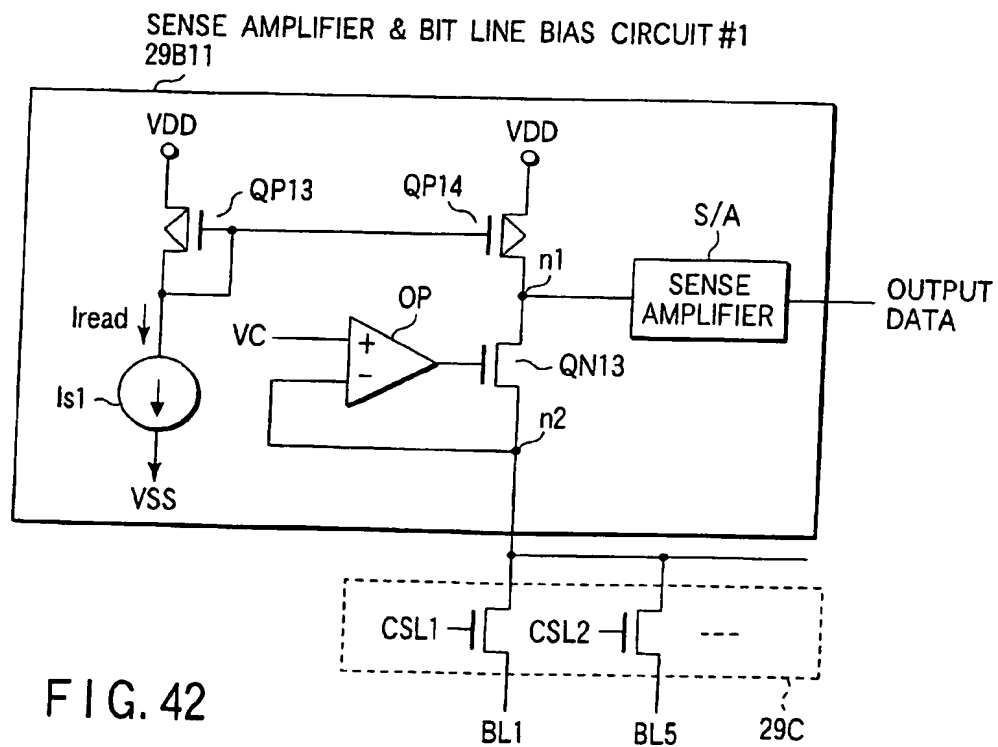 SENSE AMPLIFIER & BIT LINE BIAS CIRCUIT #1
29B11
VDD
VDD
QP13
QP14
S/A
n1
SENSE
AMPLIFIER
OUTPUT
DATA
Iread
OP
VC
+
-
QN13
Is1
n2
VSS
CSL1
CSL2
----
FIG. 42
BL1
BL5
29C